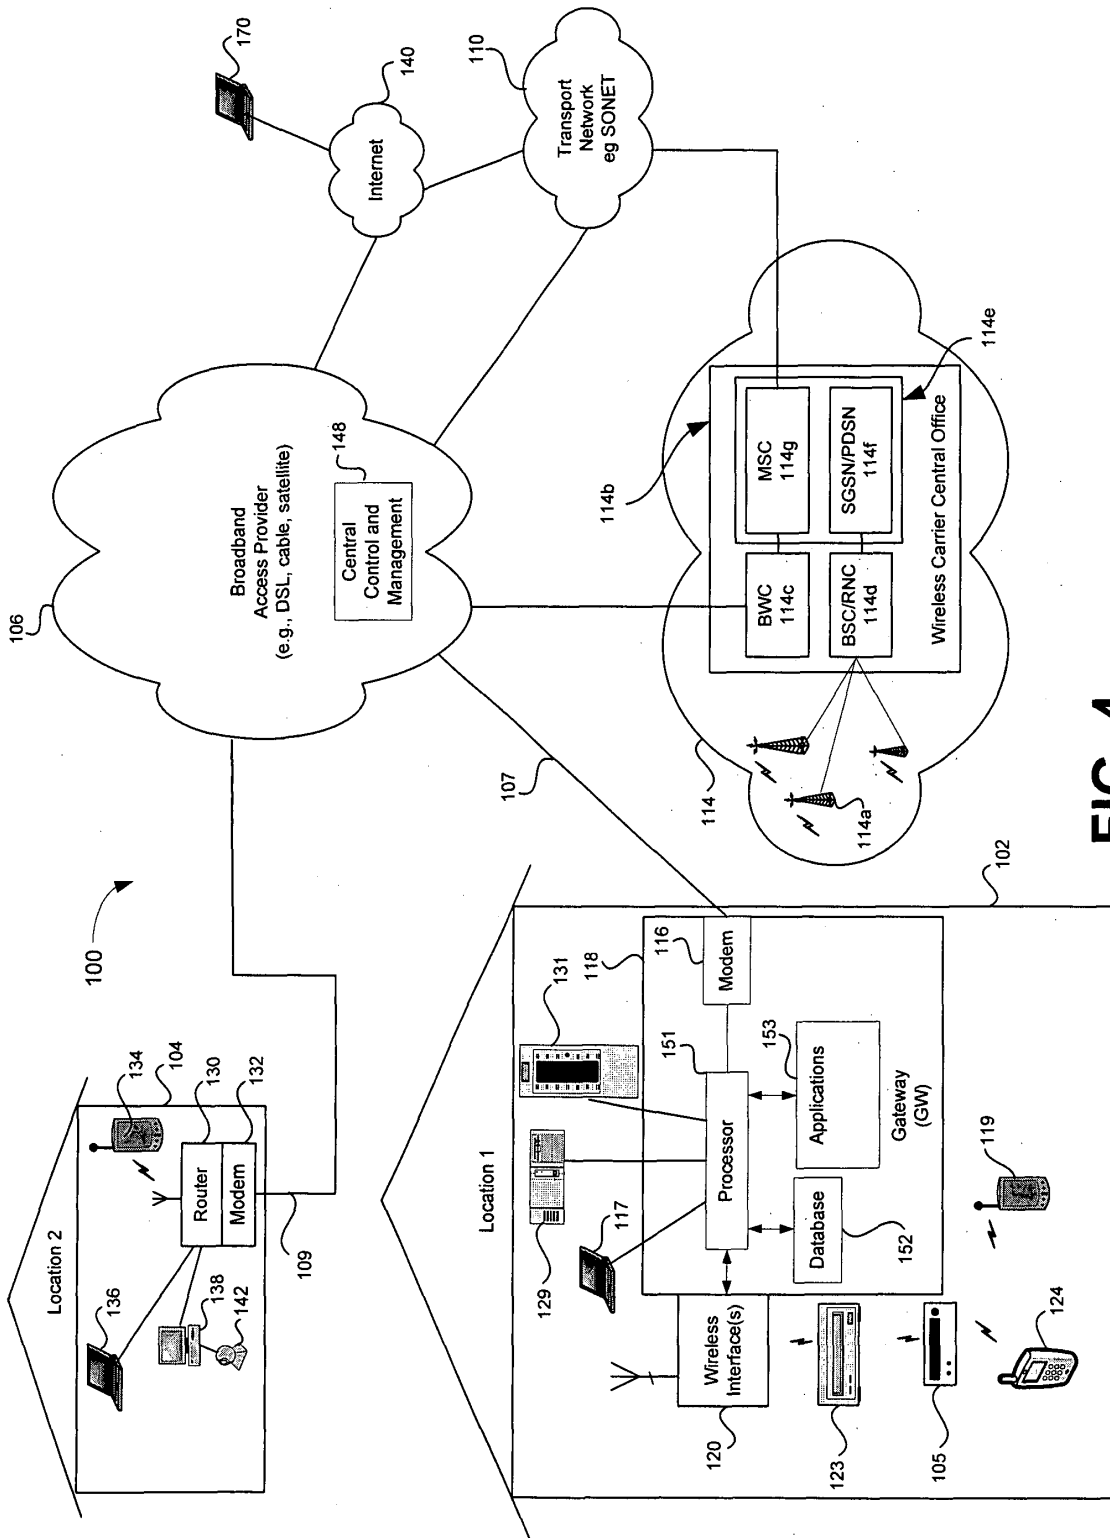 100
106
Location 2
136
138
142
134
104
130
132
Router
Modem
109
Broadband
Access Provider
(e.g., DSL, cable, satellite)
148
Central
Control and
Management
170
140
Internet
110
Transport
Network
eg SONET
107
Location 1
129
117
131
118
116
Modem
151
Processor
153
Applications
Database
152
Gateway
(GW)
Wireless
Interface(s)
120
123
105
124
119
102
114
114a
114b
BWC
114c
MSC
114g
BSC/RNC
114d
SGSN/PDSN
114f
114e
Wireless Carrier Central Office
FIG.